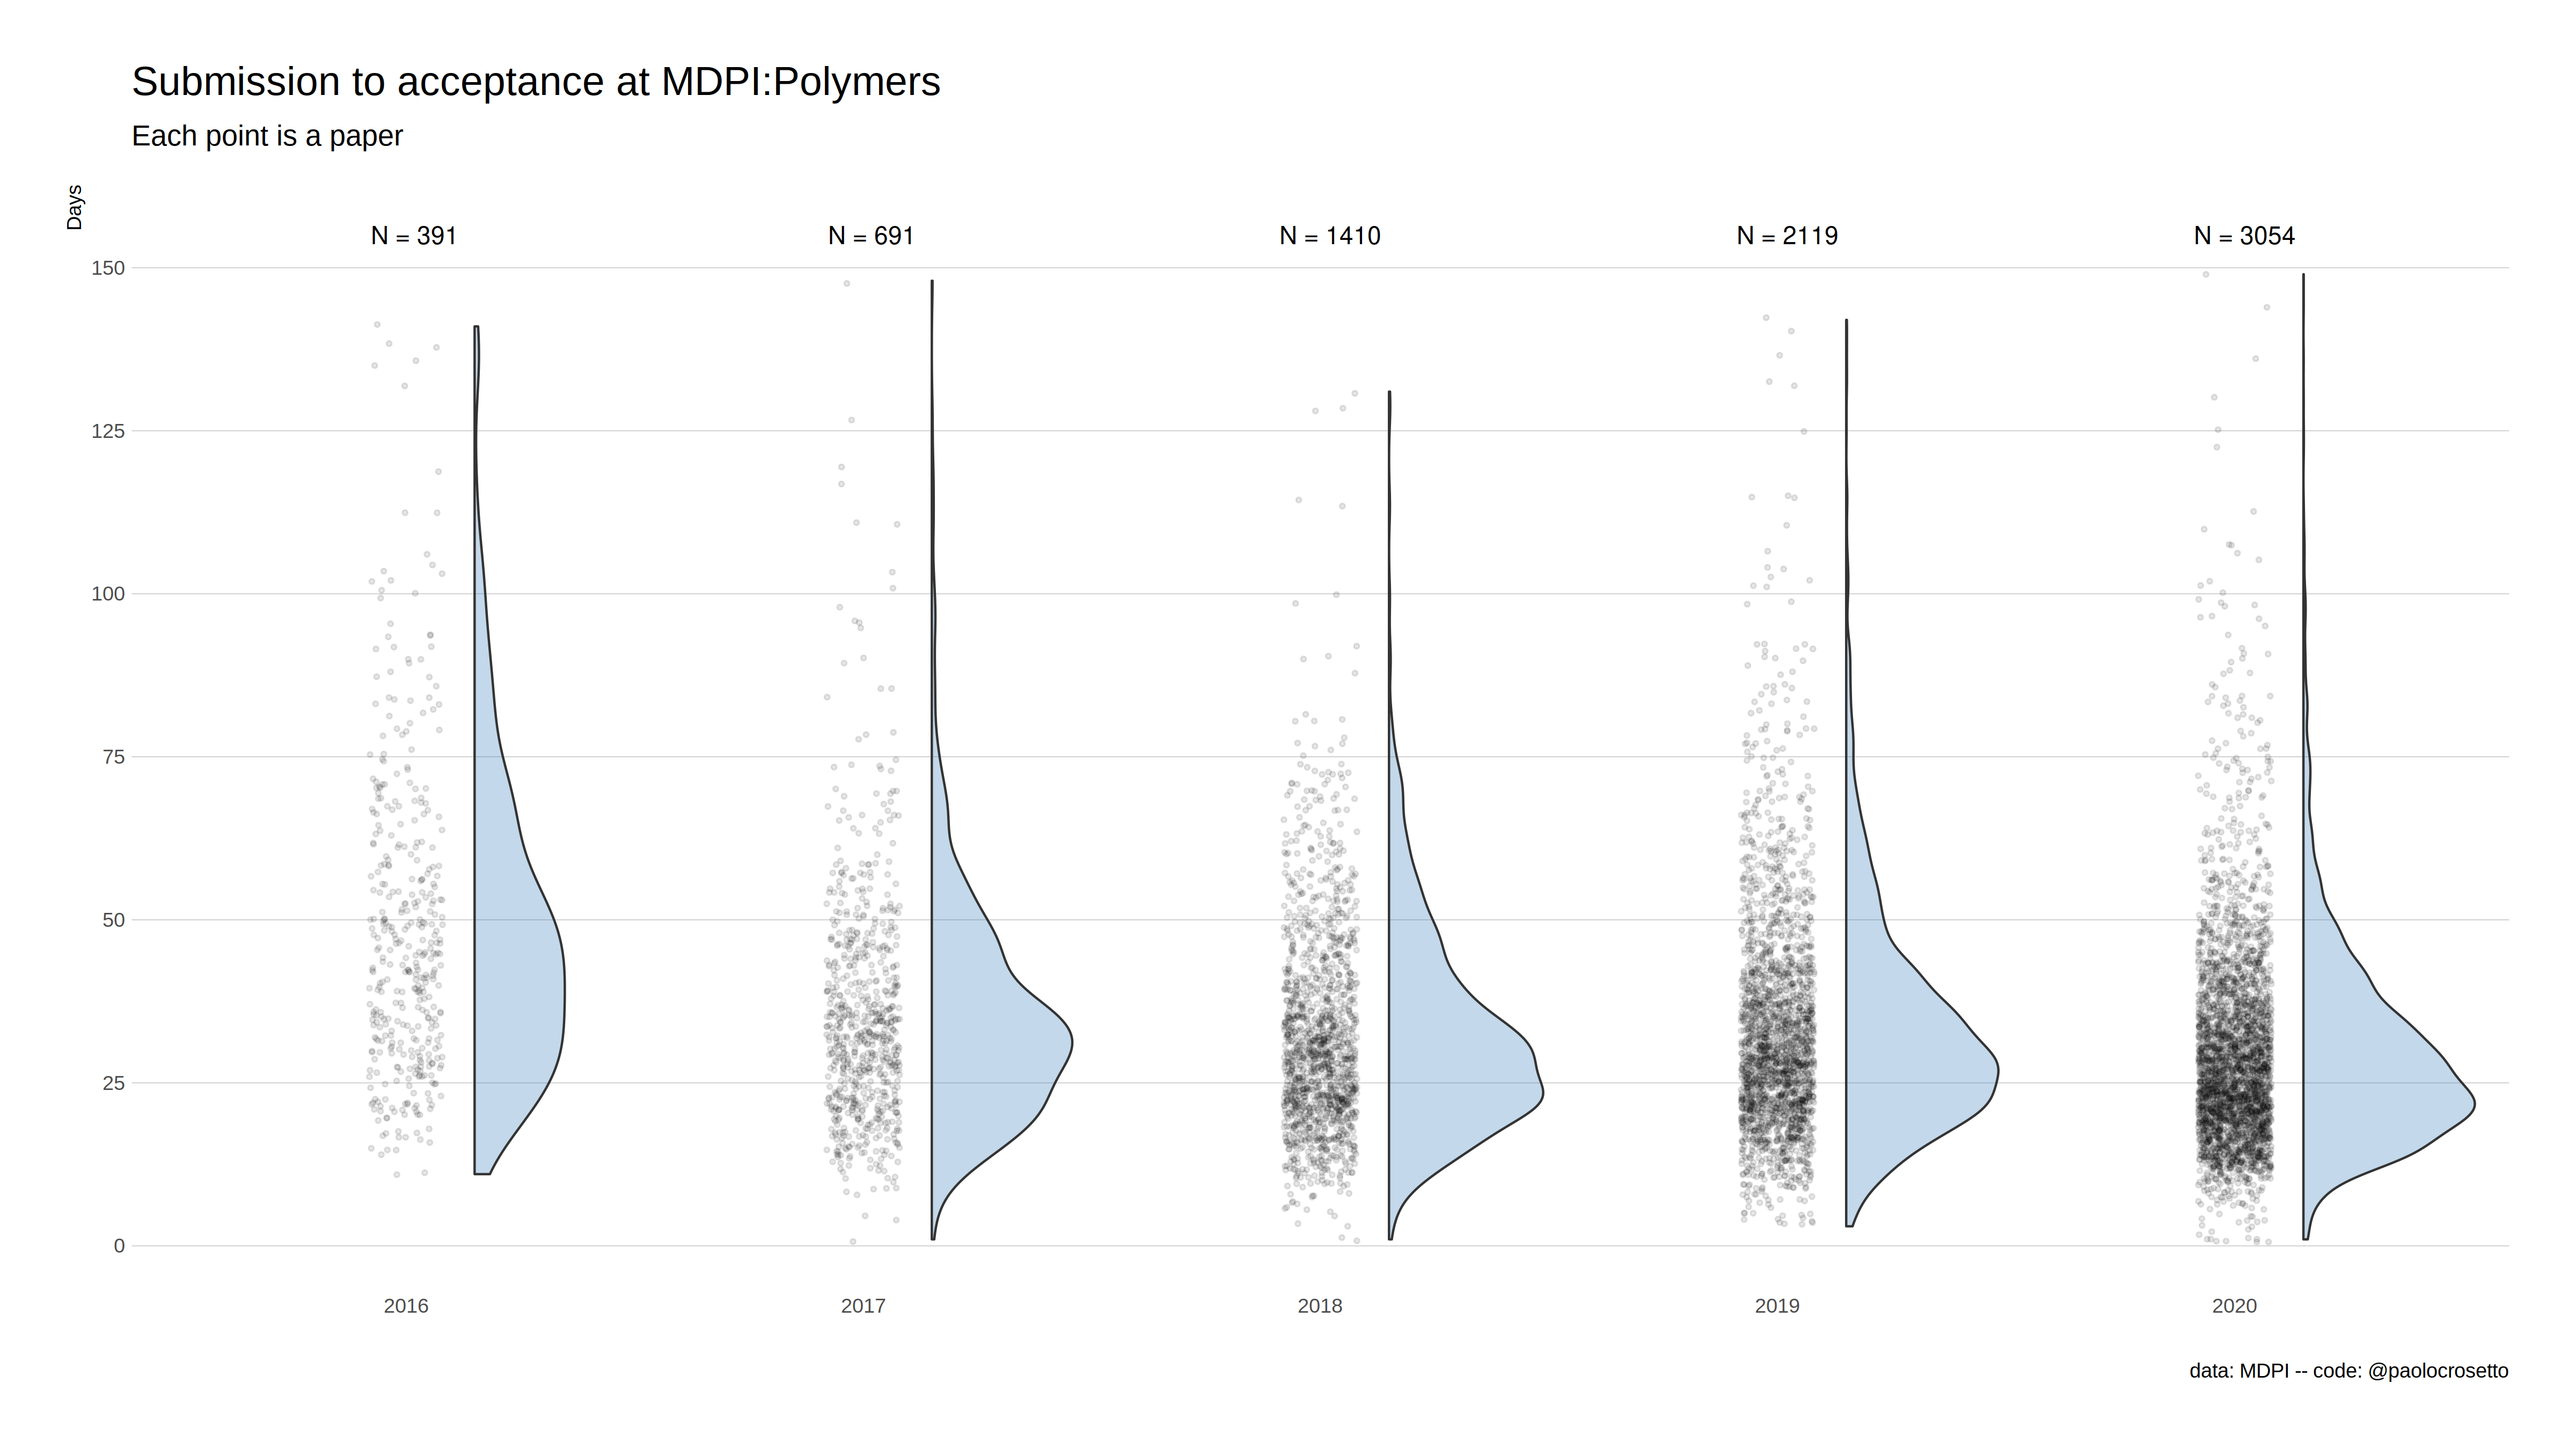 Submission to acceptance at MDPI:Polymers
Each point is a paper
Days
N = 391
N = 691
N = 1410
N = 2119
N = 3054
150
125
100
75
50
25
0
2016
2017
2018
2019
2020
data: MDPI -- code: @paolocrosetto